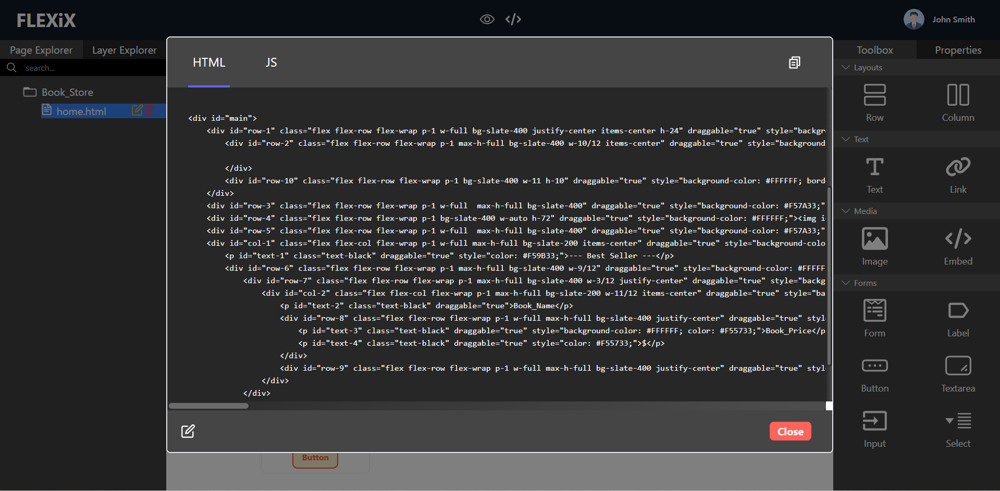 FLEXiX
John Smith
Page Explorer
Layer Explorer
search...
Book_Store
home.html
HTML
JS
<div id="main">
<div id="row-1" class="flex flex-row flex-wrap p-1 w-full bg-slate-400 justify-center items-center h-24" draggable="true" style="backgr
<div id="row-2" class="flex flex-row flex-wrap p-1 max-h-full bg-slate-400 w-10/12 items-center" draggable="true" style="background
</div>
<div id="row-10" class="flex flex-row flex-wrap p-1 bg-slate-400 w-11 h-10" draggable="true" style="background-color: #FFFFFF; bord
</div>
<div id="row-3" class="flex flex-row flex-wrap p-1 w-full  max-h-full bg-slate-400" draggable="true" style="background-color: #F57A33;"
<div id="row-4" class="flex flex-row flex-wrap p-1 bg-slate-400 w-auto h-72" draggable="true" style="background-color: #FFFFFF;"><img i
<div id="row-5" class="flex flex-row flex-wrap p-1 w-full  max-h-full bg-slate-400" draggable="true" style="background-color: #F57A33;"
<div id="col-1" class="flex flex-col flex-wrap p-1 w-full max-h-full bg-slate-200 items-center" draggable="true" style="background-colo
<p id="text-1" class="text-black" draggable="true" style="color: #F59B33;">--- Best Seller ---</p>
<div id="row-6" class="flex flex-row flex-wrap p-1 max-h-full bg-slate-400 w-9/12" draggable="true" style="background-color: #FFFFF
<div id="row-7" class="flex flex-row flex-wrap p-1 max-h-full bg-slate-400 w-3/12 justify-center" draggable="true" style="backg
<div id="col-2" class="flex flex-col flex-wrap p-1 max-h-full bg-slate-200 w-11/12 items-center" draggable="true" style="ba
<p id="text-2" class="text-black" draggable="true">Book_Name</p>
<div id="row-8" class="flex flex-row flex-wrap p-1 w-full max-h-full bg-slate-400 justify-center" draggable="true" styl
<p id="text-3" class="text-black" draggable="true" style="background-color: #FFFFFF; color: #F55733;">Book_Price</p
<p id="text-4" class="text-black" draggable="true" style="color: #F55733;">$</p>
</div>
<div id="row-9" class="flex flex-row flex-wrap p-1 w-full max-h-full bg-slate-400 justify-center" draggable="true" styl
</div>
</div>
Close
Button
Toolbox
Properties
Layouts
Row
Column
Text
Text
Link
Media
Image
Embed
Forms
Form
Label
Button
Textarea
Input
Select